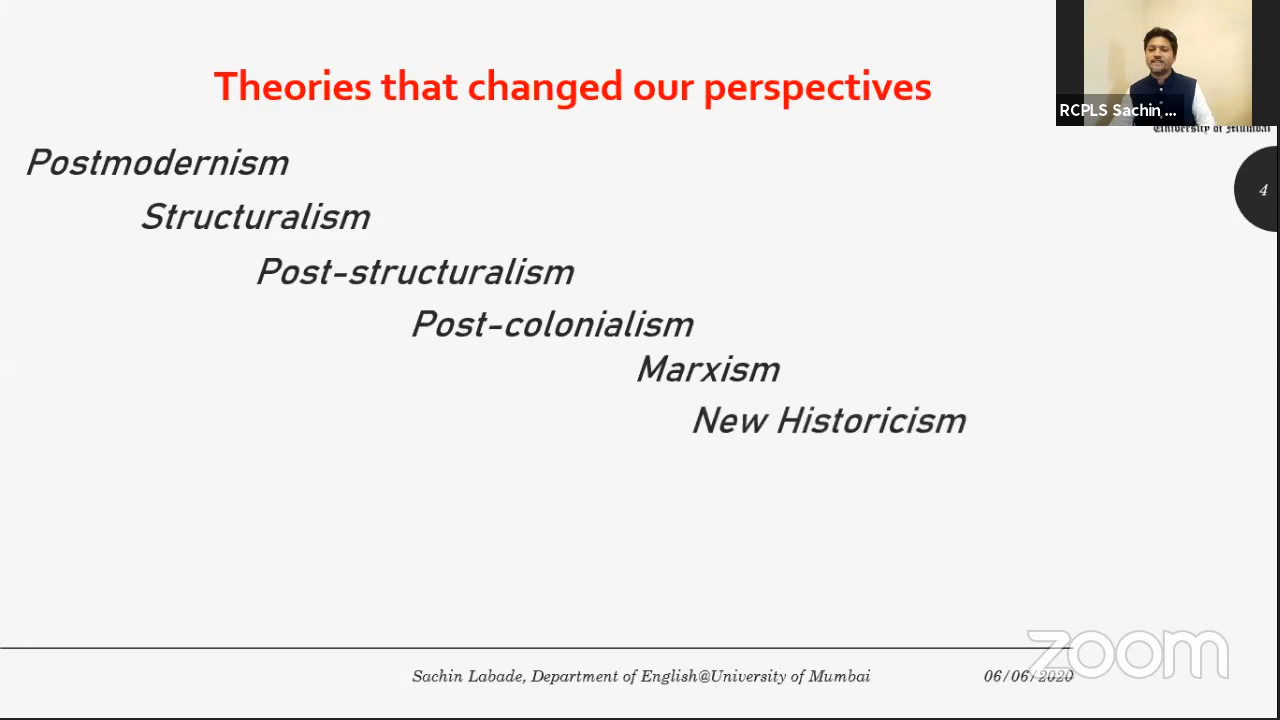 Theories that changed our perspectives
RCPLS Sachin ...
University of Mumbai
Postmodernism
4
Structuralism
Post-structuralism
Post-colonialism
Marxism
New Historicism
zoom
Sachin Labade, Department of English@University of Mumbai
06/06/2020